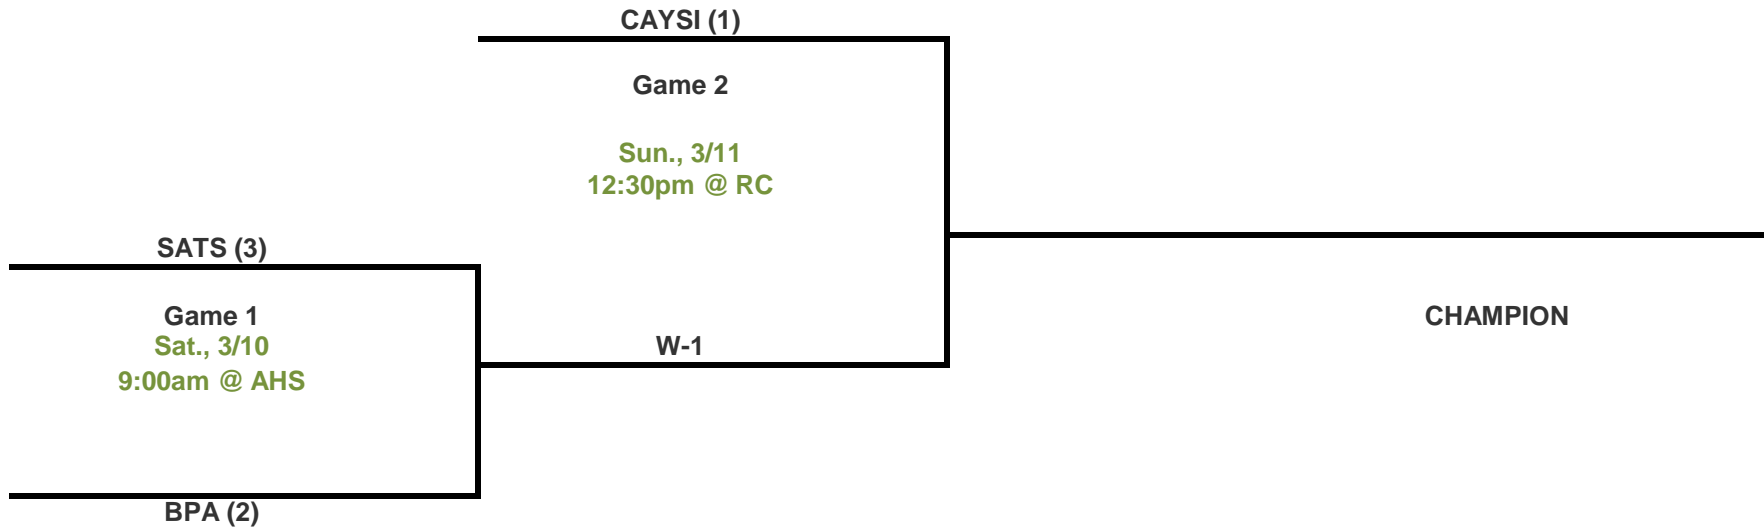 CAYSI (1)
Game 2
Sun., 3/11
12:30pm @ RC
SATS (3)
Game 1
Sat., 3/10
9:00am @ AHS
W-1
CHAMPION
BPA (2)